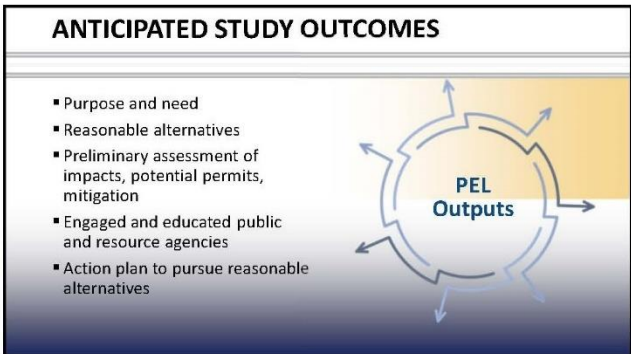 ANTICIPATED STUDY OUTCOMES
▪ Purpose and need
▪ Reasonable alternatives
▪ Preliminary assessment of
impacts, potential permits,
mitigation
▪ Engaged and educated public
and resource agencies
▪ Action plan to pursue reasonable
alternatives
PEL
Outputs